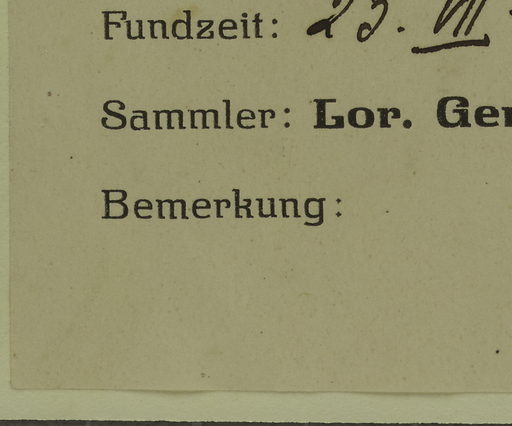 Fundzeit: 23. VII
Sammler: Lor. Ger
Bemerkung: